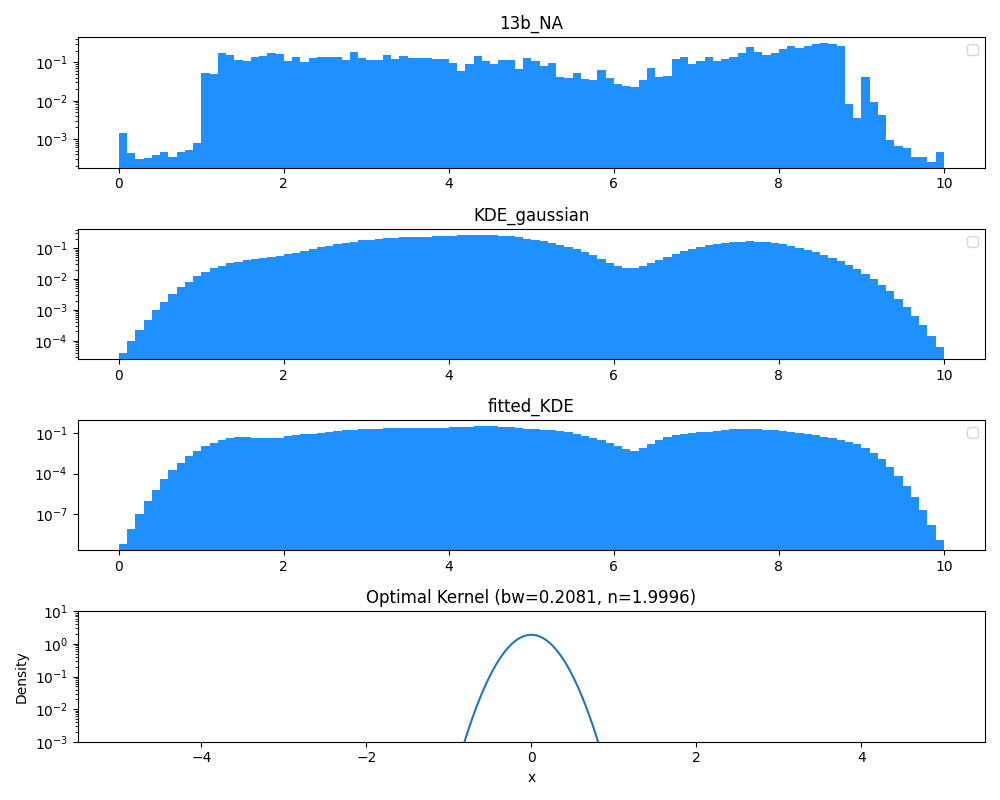 13b_NA
10⁻¹
10⁻²
10⁻³
0 2 4 6 8 10
KDE_gaussian
10⁻¹
10⁻²
10⁻³
10⁻⁴
0 2 4 6 8 10
fitted_KDE
10⁻¹
10⁻⁴
10⁻⁷
0 2 4 6 8 10
Optimal Kernel (bw=0.2081, n=1.9996)
Density
10¹
10⁰
10⁻¹
10⁻²
10⁻³
−4 −2 0 2 4
x